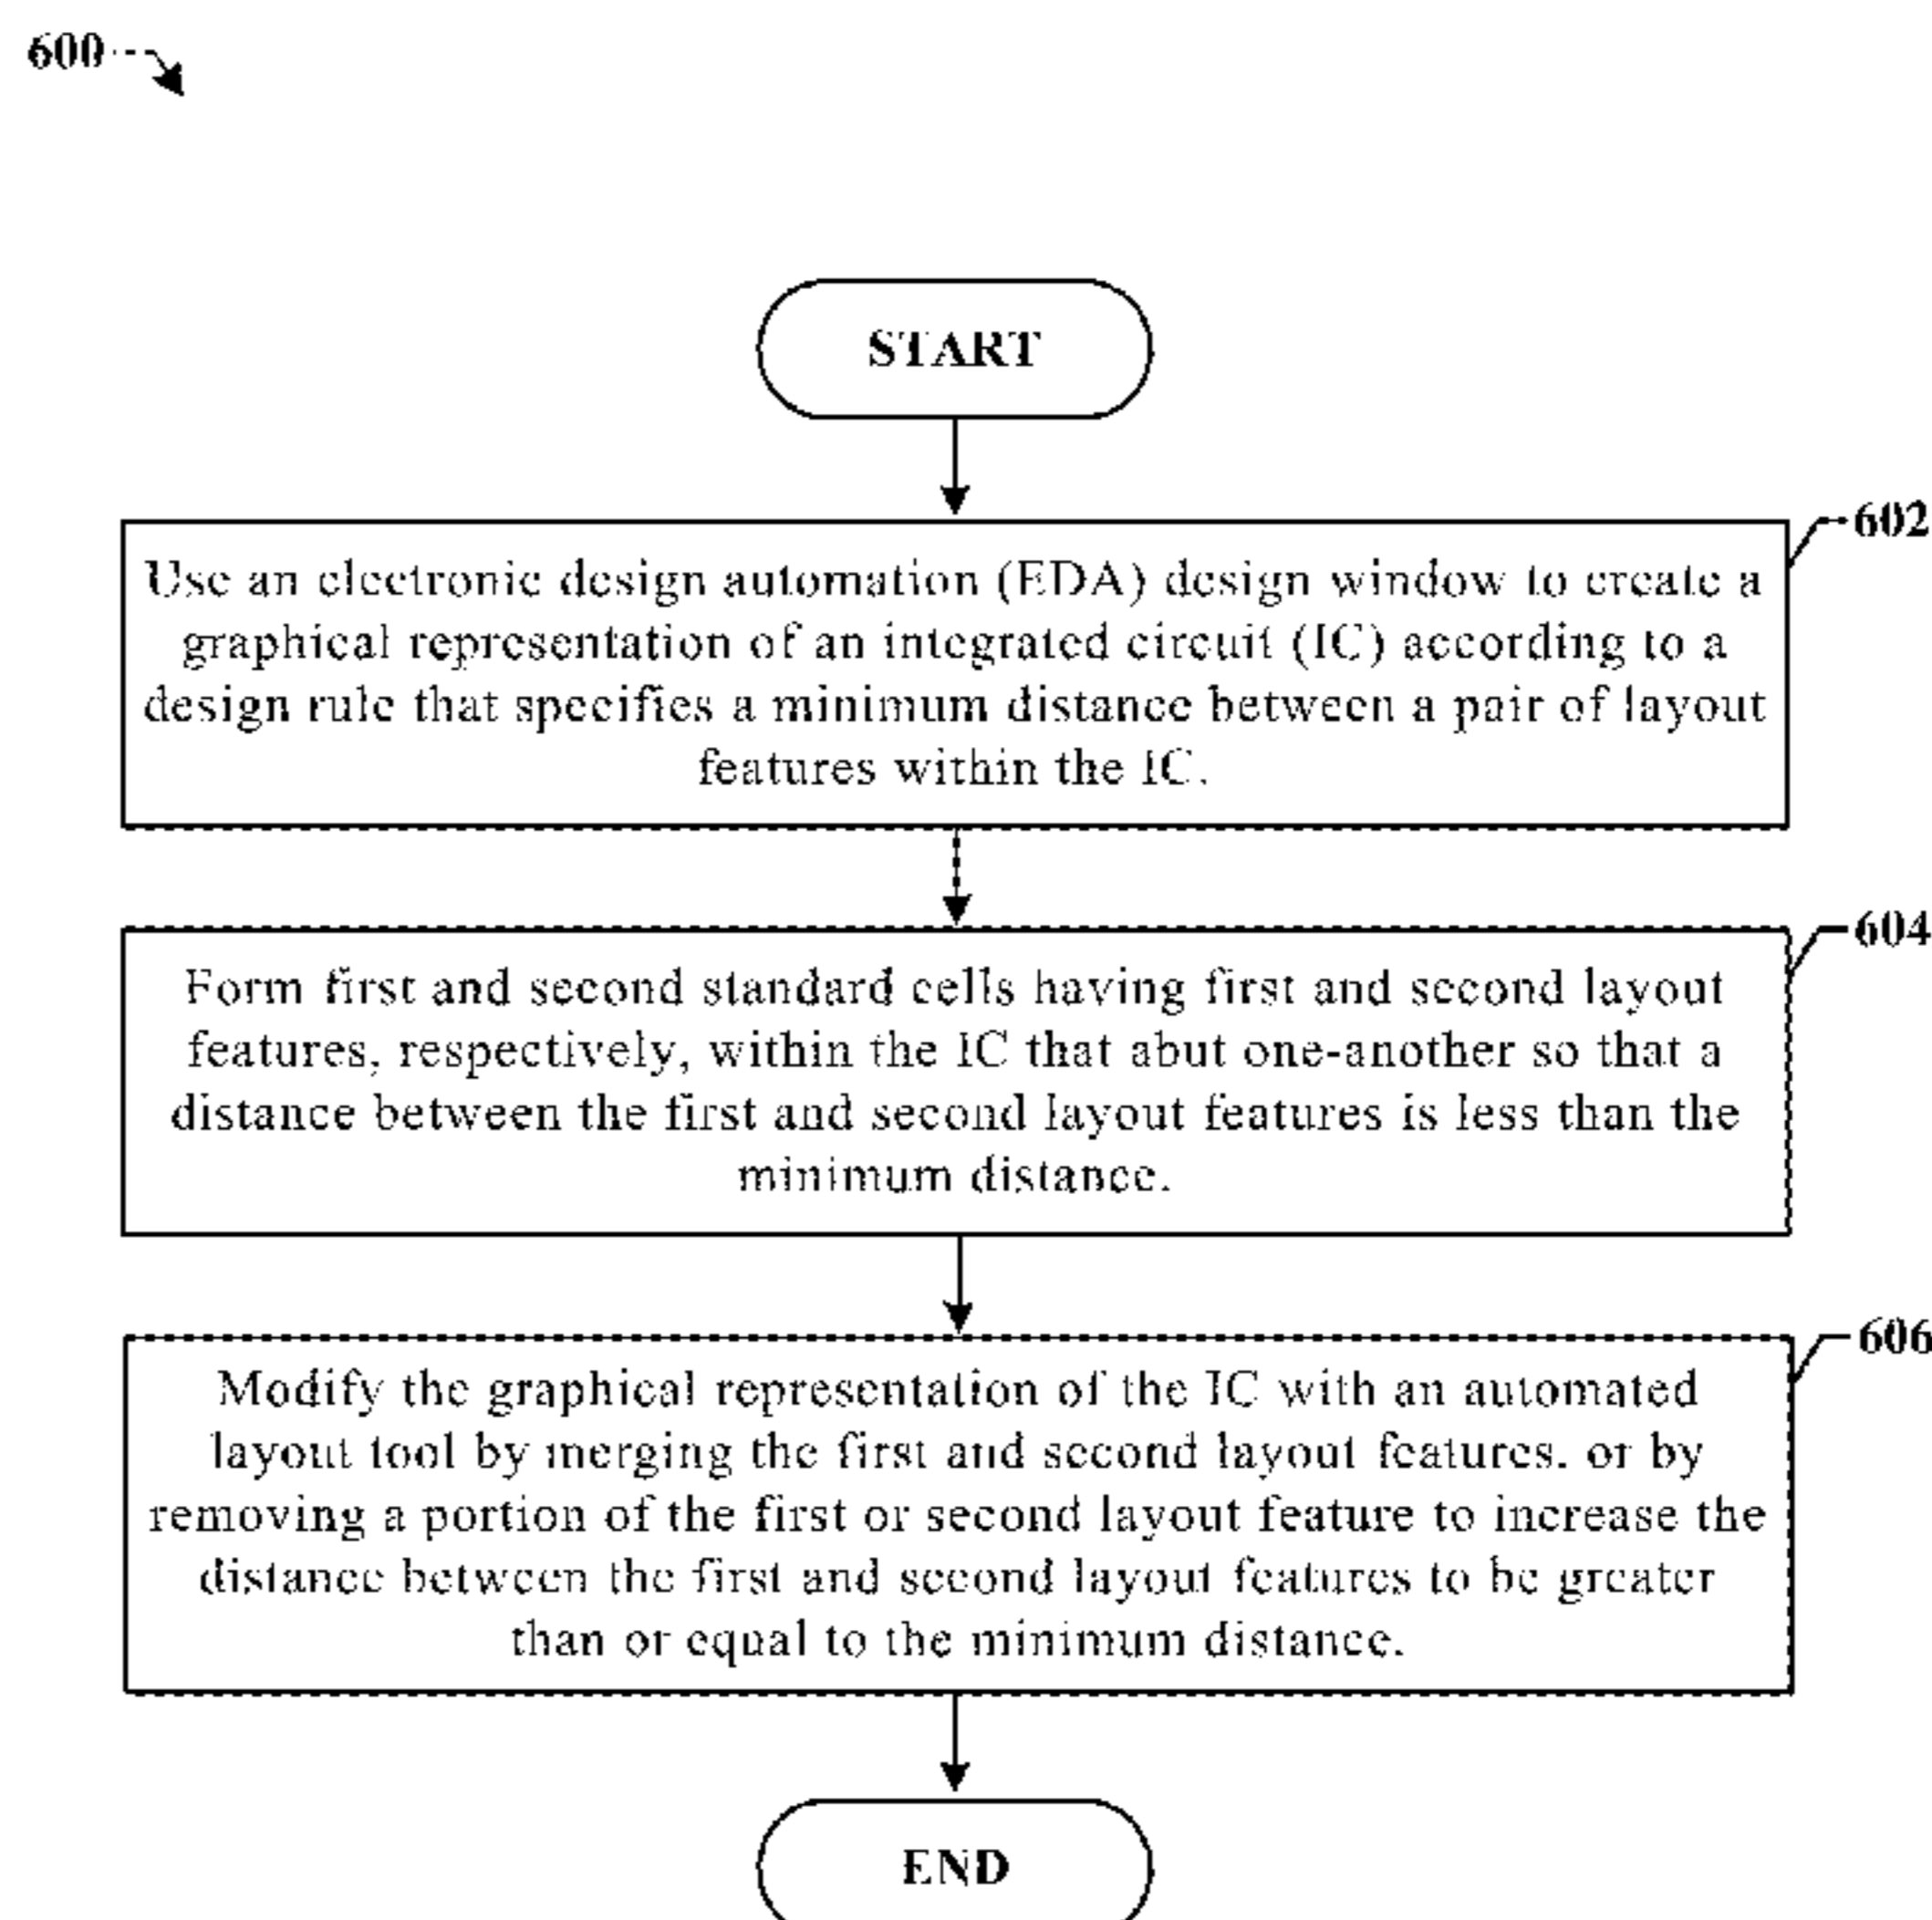 600
START
602
Use an electronic design automation (EDA) design window to create a
graphical representation of an integrated circuit (IC) according to a
design rule that specifies a minimum distance between a pair of layout
features within the IC.
604
Form first and second standard cells having first and second layout
features, respectively, within the IC that abut one-another so that a
distance between the first and second layout features is less than the
minimum distance.
606
Modify the graphical representation of the IC with an automated
layout tool by merging the first and second layout features. or by
removing a portion of the first or second layout feature to increase the
distance between the first and second layout features to be greater
than or equal to the minimum distance.
END